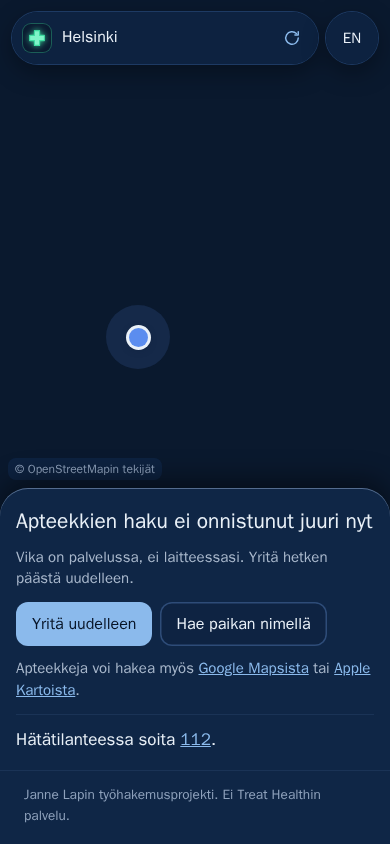 Helsinki
EN
© OpenStreetMapin tekijät
Apteekkien haku ei onnistunut juuri nyt
Vika on palvelussa, ei laitteessasi. Yritä hetken
päästä uudelleen.
Yritä uudelleen
Hae paikan nimellä
Apteekkeja voi hakea myös Google Mapsista tai Apple
Kartoista.
Hätätilanteessa soita 112.
Janne Lapin työhakemusprojekti. Ei Treat Healthin
palvelu.